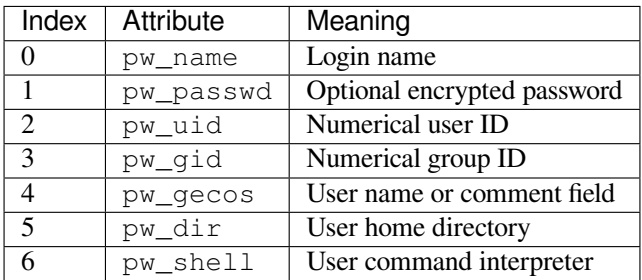 Index Attribute Meaning
0 pw_name Login name
1 pw_passwd Optional encrypted password
2 pw_uid Numerical user ID
3 pw_gid Numerical group ID
4 pw_gecos User name or comment field
5 pw_dir User home directory
6 pw_shell User command interpreter